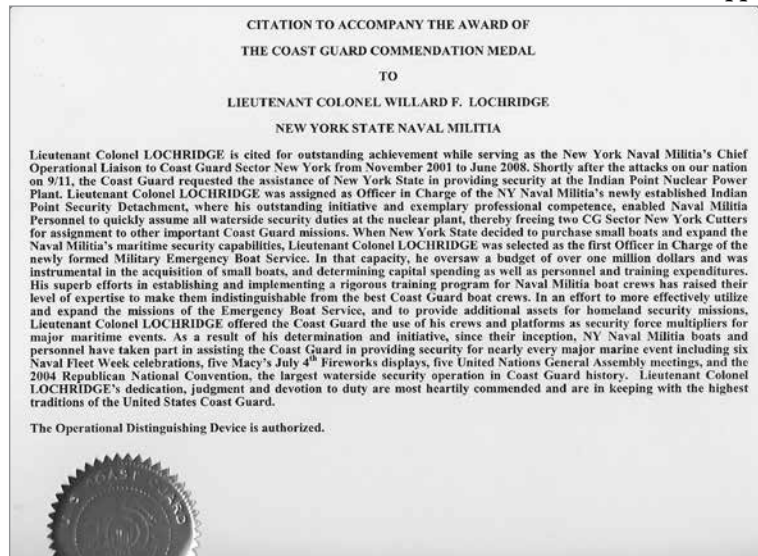 CITATION TO ACCOMPANY THE AWARD OF
THE COAST GUARD COMMENDATION MEDAL
TO
LIEUTENANT COLONEL WILLARD F. LOCHRIDGE
NEW YORK STATE NAVAL MILITIA
Lieutenant Colonel LOCHRIDGE is cited for outstanding achievement while serving as the New York Naval Militia's Chief
Operational Liaison to Coast Guard Sector New York from November 2001 to June 2008. Shortly after the attacks on our nation
on 9/11, the Coast Guard requested the assistance of New York State in providing security at the Indian Point Nuclear Power
Plant. Lieutenant Colonel LOCHRIDGE was assigned as Officer in Charge of the NY Naval Militia's newly established Indian
Point Security Detachment, where his outstanding initiative and exemplary professional competence, enabled Naval Militia
Personnel to quickly assume all waterside security duties at the nuclear plant, thereby freeing two CG Sector New York Cutters
for assignment to other important Coast Guard missions. When New York State decided to purchase small boats and expand the
Naval Militia's maritime security capabilities, Lieutenant Colonel LOCHRIDGE was selected as the first Officer in Charge of the
newly formed Military Emergency Boat Service. In that capacity, he oversaw a budget of over one million dollars and was
instrumental in the acquisition of small boats, and determining capital spending as well as personnel and training expenditures.
His superb efforts in establishing and implementing a rigorous training program for Naval Militia boat crews has raised their
level of expertise to make them indistinguishable from the best Coast Guard boat crews. In an effort to more effectively utilize
and expand the missions of the Emergency Boat Service, and to provide additional assets for homeland security missions,
Lieutenant Colonel LOCHRIDGE offered the Coast Guard the use of his crews and platforms as security force multipliers for
major maritime events. As a result of his determination and initiative, since their inception, NY Naval Militia boats and
personnel have taken part in assisting the Coast Guard in providing security for nearly every major marine event including six
Naval Fleet Week celebrations, five Macy's July 4th Fireworks displays, five United Nations General Assembly meetings, and the
2004 Republican National Convention, the largest waterside security operation in Coast Guard history. Lieutenant Colonel
LOCHRIDGE's dedication, judgment and devotion to duty are most heartily commended and are in keeping with the highest
traditions of the United States Coast Guard.
The Operational Distinguishing Device is authorized.
COAST GUARD